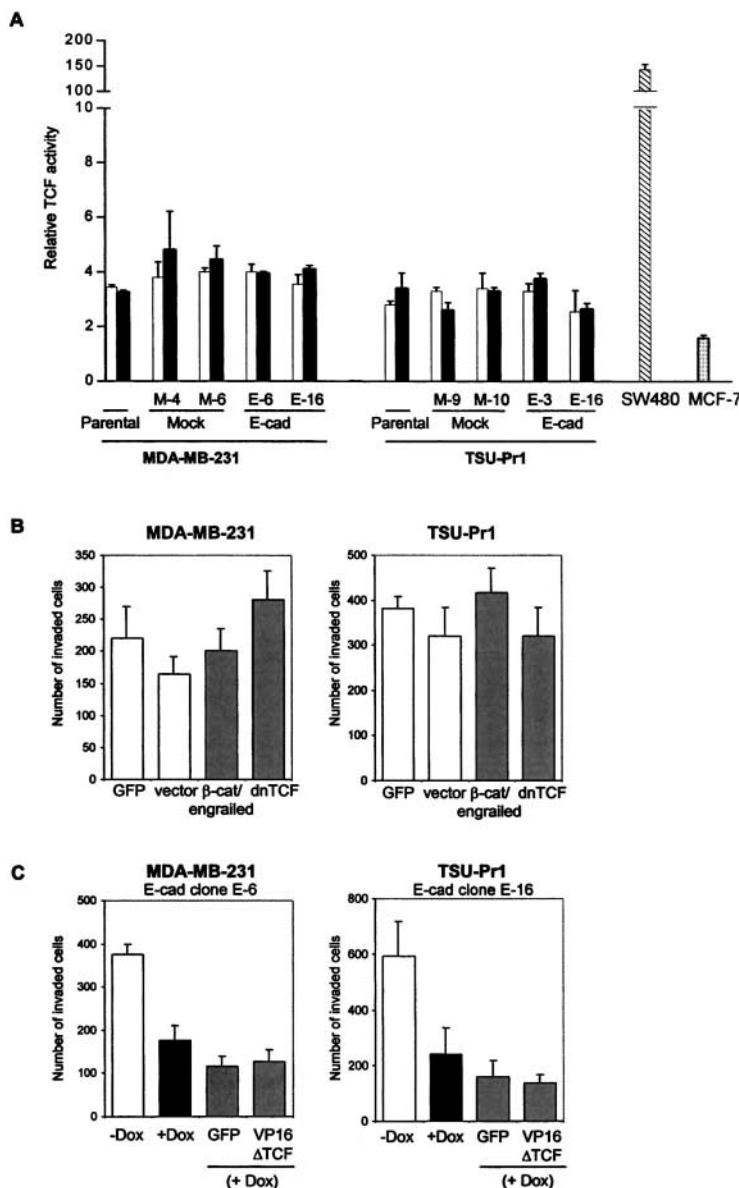 A
200
150
100
10
8
6
4
2
0
Relative TCF activity
M-4 M-6 E-6 E-16 M-9 M-10 E-3 E-16 SW480 MCF-7
Parental Mock E-cad Parental Mock E-cad
MDA-MB-231 TSU-Pr1
B
MDA-MB-231
350
300
250
200
150
100
50
0
Number of invaded cells
GFP vector β-cat/ dnTCF
engrailed
TSU-Pr1
500
400
300
200
100
0
Number of invaded cells
GFP vector β-cat/ dnTCF
engrailed
C
MDA-MB-231
E-cad clone E-6
500
400
300
200
100
0
Number of invaded cells
-Dox +Dox GFP VP16
ΔTCF
(+ Dox)
TSU-Pr1
E-cad clone E-16
800
600
400
200
0
Number of invaded cells
-Dox +Dox GFP VP16
ΔTCF
(+ Dox)